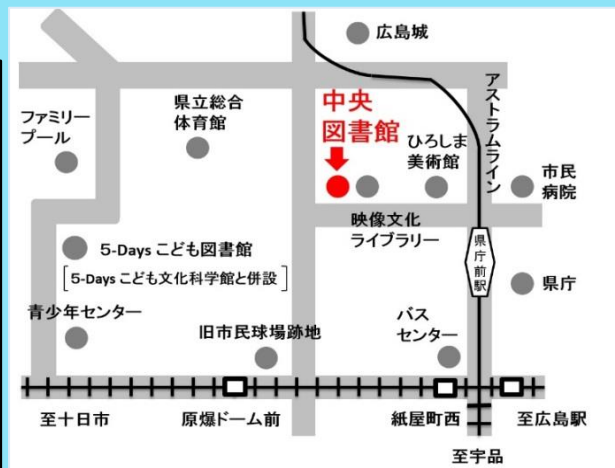 広島城
県立総合
体育館
ファミリー
プール
中央
図書館
ひろしま
美術館
アストラムライン
市民
病院
映像文化
ライブラリー
5-Days こども図書館
[5-Days こども文化科学館と併設]
県庁前駅
県庁
青少年センター
旧市民球場跡地
バス
センター
至十日市
原爆ドーム前
紙屋町西
至広島駅
至宇品